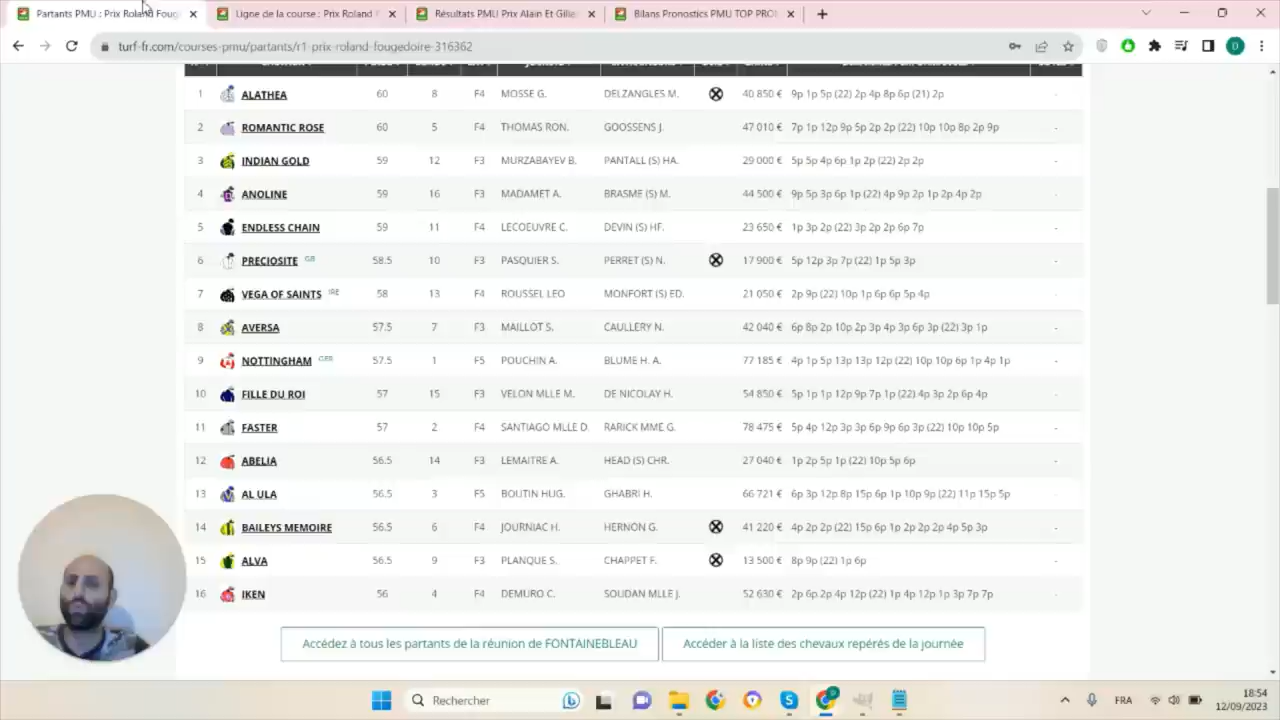 Partants PMU : Prix Roland Foug
Ligne de la course : Prix Roland F
Résultats PMU Prix Alain Et Gille
Bilans Pronostics PMU TOP PRO
turf-fr.com/courses-pmu/partants/r1-prix-roland-fougedoire-316362
1 ALATHEA 60 8 F4 MOSSE G. DELZANGLES M. 40 850 € 9p 1p 5p (22) 2p 4p 8p 6p (21) 2p -
2 ROMANTIC ROSE 60 5 F4 THOMAS RON. GOOSSENS J. 47 010 € 7p 1p 12p 9p 5p 2p 2p (22) 10p 10p 8p 2p 9p -
3 INDIAN GOLD 59 12 F3 MURZABAYEV B. PANTALL (S) HA. 29 000 € 5p 5p 4p 6p 1p 2p (22) 2p 2p -
4 ANOLINE 59 16 F3 MADAMET A. BRASME (S) M. 44 500 € 9p 5p 3p 6p 1p (22) 4p 9p 2p 1p 2p 4p 2p -
5 ENDLESS CHAIN 59 11 F4 LECOEUVRE C. DEVIN (S) HF. 23 650 € 1p 3p 2p (22) 3p 2p 2p 6p 7p -
6 PRECIOSITE GB 58.5 10 F3 PASQUIER S. PERRET (S) N. 17 900 € 5p 12p 3p 7p (22) 1p 5p 3p -
7 VEGA OF SAINTS IRE 58 13 F4 ROUSSEL LEO MONFORT (S) ED. 21 050 € 2p 9p (22) 10p 1p 6p 6p 5p 4p -
8 AVERSA 57.5 7 F3 MAILLOT S. CAULLERY N. 42 040 € 6p 8p 2p 10p 2p 3p 4p 3p 6p 3p (22) 3p 1p -
9 NOTTINGHAM GER 57.5 1 F5 POUCHIN A. BLUME H. A. 77 185 € 4p 1p 5p 13p 13p 12p (22) 10p 10p 6p 1p 4p 1p -
10 FILLE DU ROI 57 15 F3 VELON MLLE M. DE NICOLAY H. 54 850 € 5p 1p 1p 12p 9p 7p 1p (22) 4p 3p 2p 6p 4p -
11 FASTER 57 2 F4 SANTIAGO MLLE D. RARICK MME G. 78 475 € 5p 4p 12p 3p 3p 6p 9p 6p 3p (22) 10p 10p 5p -
12 ABELIA 56.5 14 F3 LEMAITRE A. HEAD (S) CHR. 27 040 € 1p 2p 5p 1p (22) 10p 5p 6p -
13 AL ULA 56.5 3 F5 BOUTIN HUG. GHABRI H. 66 721 € 6p 3p 12p 8p 15p 6p 1p 10p 9p (22) 11p 15p 5p -
14 BAILEYS MEMOIRE 56.5 6 F4 JOURNIAC H. HERNON G. 41 220 € 4p 2p 2p (22) 15p 6p 1p 2p 2p 2p 4p 5p 3p -
15 ALVA 56.5 9 F3 PLANQUE S. CHAPPET F. 13 500 € 8p 9p (22) 1p 6p -
16 IKEN 56 4 F4 DEMURO C. SOUDAN MLLE J. 52 630 € 2p 6p 2p 4p 12p (22) 1p 4p 12p 1p 3p 7p 7p -
Accédez à tous les partants de la réunion de FONTAINEBLEAU
Accéder à la liste des chevaux repérés de la journée
Rechercher
FRA
18:54
12/09/2023